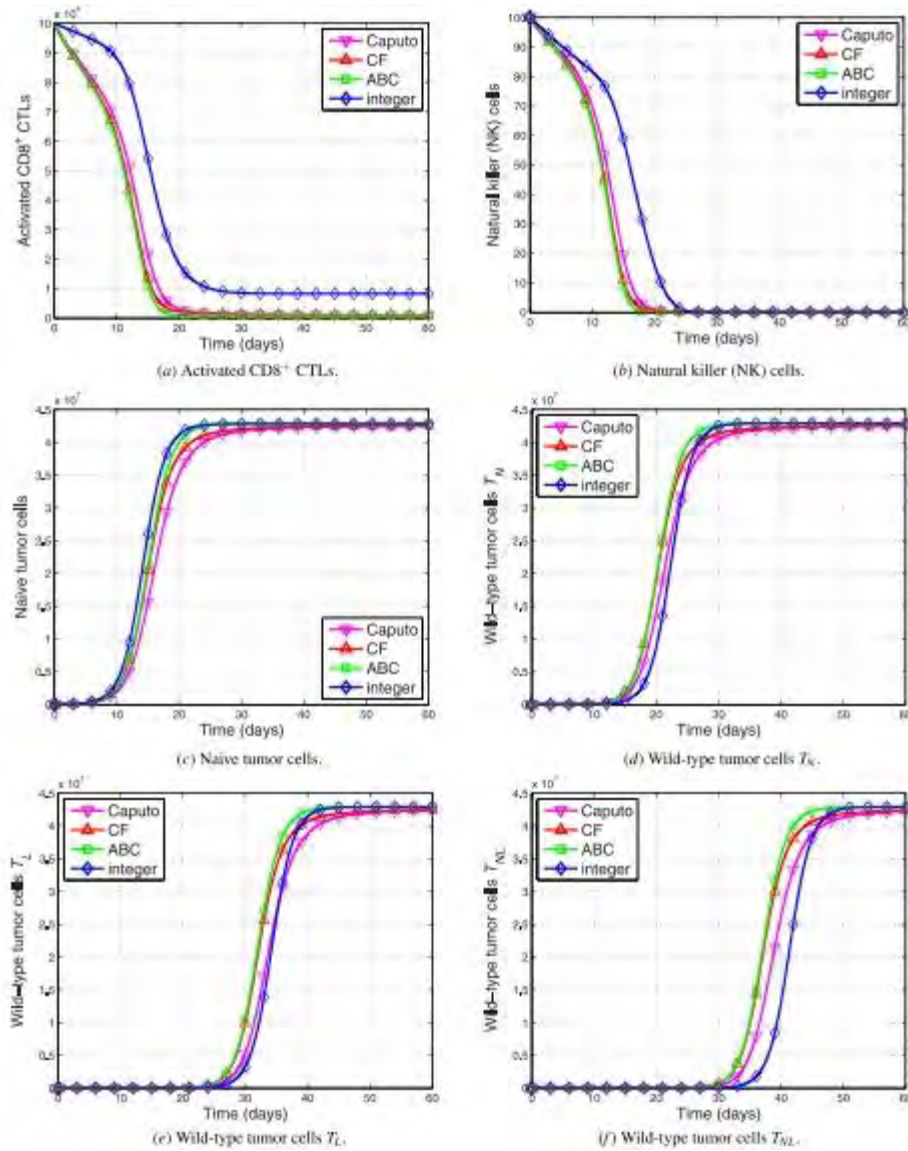 x 10
10
9
8
7
6
5
4
3
2
1
0
Activated CD8⁺ CTLs
Caputo
CF
ABC
integer
0 10 20 30 40 50 60
Time (days)
(a) Activated CD8⁺ CTLs.
100
90
80
70
60
50
40
30
20
10
0
Natural killer (NK) cells
Caputo
CF
ABC
integer
0 10 20 30 40 50 60
Time (days)
(b) Natural killer (NK) cells.
x 10⁷
4.5
4
3.5
3
2.5
2
1.5
1
0.5
0
Naive tumor cells
Caputo
CF
ABC
integer
0 10 20 30 40 50 60
Time (days)
(c) Naive tumor cells.
x 10⁷
4.5
4
3.5
3
2.5
2
1.5
1
0.5
0
Wild-type tumor cells T_N
Caputo
CF
ABC
integer
0 10 20 30 40 50 60
Time (days)
(d) Wild-type tumor cells T_N.
x 10⁷
4.5
4
3.5
3
2.5
2
1.5
1
0.5
0
Wild-type tumor cells T_L
Caputo
CF
ABC
integer
0 10 20 30 40 50 60
Time (days)
(e) Wild-type tumor cells T_L.
x 10⁷
4.5
4
3.5
3
2.5
2
1.5
1
0.5
0
Wild-type tumor cells T_NL
Caputo
CF
ABC
integer
0 10 20 30 40 50 60
Time (days)
(f) Wild-type tumor cells T_NL.